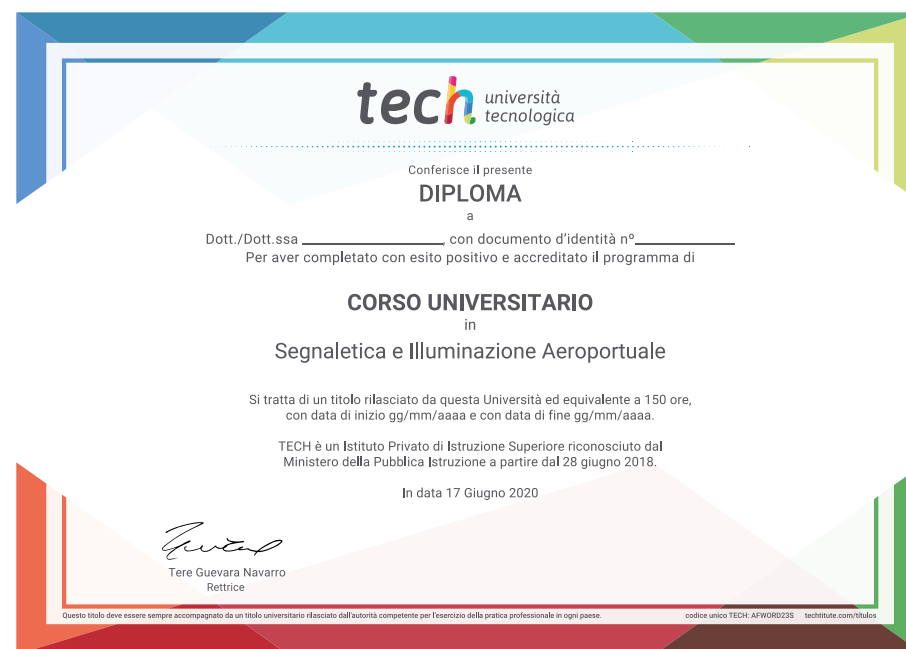 tech università
tecnologica
Conferisce il presente
DIPLOMA
a
Dott./Dott.ssa ____________________, con documento d'identità nº______________
Per aver completato con esito positivo e accreditato il programma di
CORSO UNIVERSITARIO
in
Segnaletica e Illuminazione Aeroportuale
Si tratta di un titolo rilasciato da questa Università ed equivalente a 150 ore,
con data di inizio gg/mm/aaaa e con data di fine gg/mm/aaaa.
TECH è un Istituto Privato di Istruzione Superiore riconosciuto dal
Ministero della Pubblica Istruzione a partire dal 28 giugno 2018.
In data 17 Giugno 2020
Tere Guevara Navarro
Rettrice
Questo titolo deve essere sempre accompagnato da un titolo universitario rilasciato dall'autorità competente per l'esercizio della pratica professionale in ogni paese. codice unico TECH: AFWORD23S techtitute.com/titulos